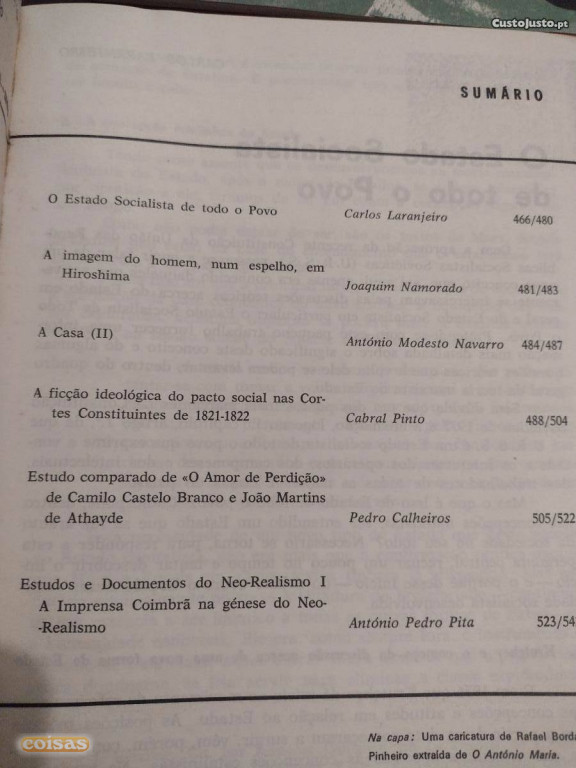 CustoJusto.pt
SUMÁRIO
O Estado Socialista de todo o Povo Carlos Laranjeiro 466/480
A imagem do homem, num espelho, em
Hiroshima Joaquim Namorado 481/483
A Casa (II) António Modesto Navarro 484/487
A ficção ideológica do pacto social nas Cor-
tes Constituintes de 1821-1822 Cabral Pinto 488/504
Estudo comparado de «O Amor de Perdição»
de Camilo Castelo Branco e João Martins
de Athayde Pedro Calheiros 505/522
Estudos e Documentos do Neo-Realismo I
A Imprensa Coimbrã na génese do Neo-
-Realismo António Pedro Pita 523/54
Na capa: Uma caricatura de Rafael Borda
Pinheiro extraída de O António Maria.
coisas